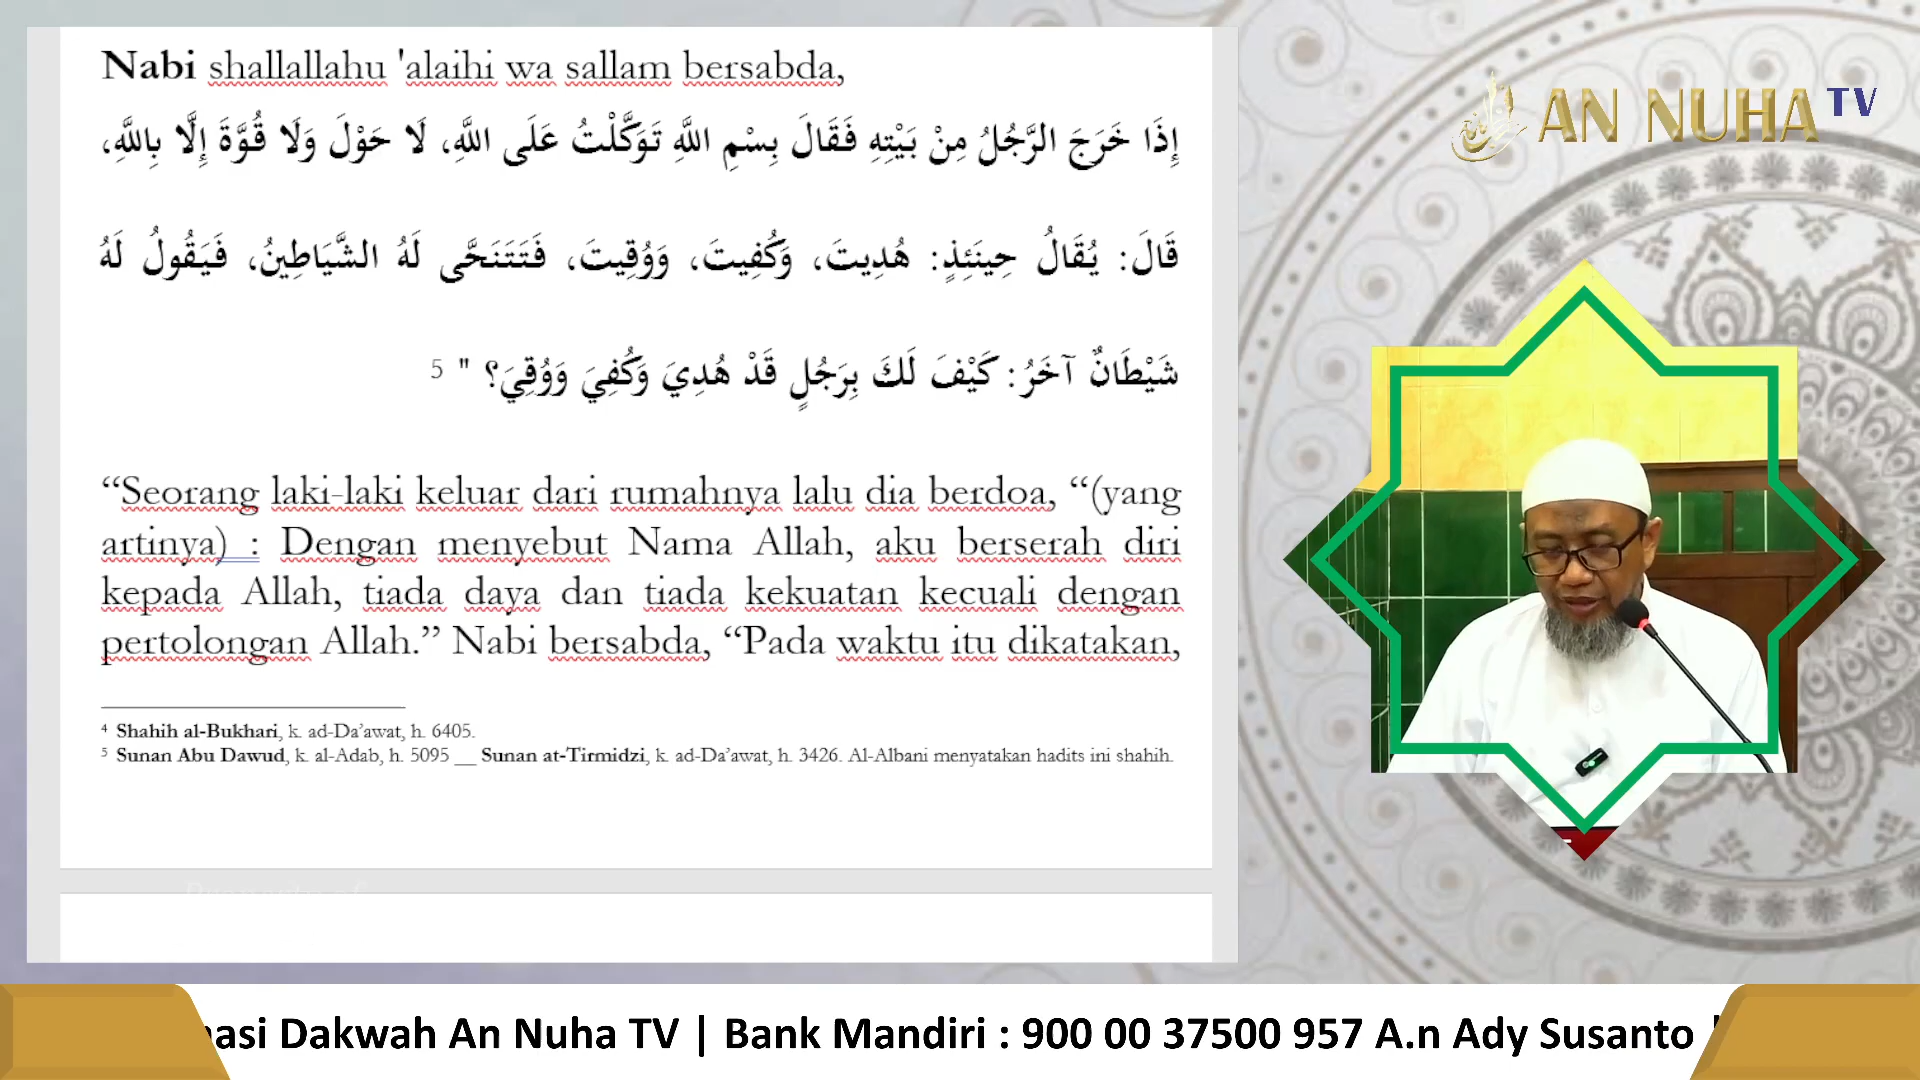 Nabi shallallahu 'alaihi wa sallam bersabda,
إِذَا خَرَجَ الرَّجُلُ مِنْ بَيْتِهِ فَقَالَ بِسْمِ اللَّهِ تَوَكَّلْتُ عَلَى اللَّهِ، لَا حَوْلَ وَلَا قُوَّةَ إِلَّا بِاللَّهِ،
قَالَ: يُقَالُ حِينَئِذٍ: هُدِيتَ، وَكُفِيتَ، وَوُقِيتَ، فَتَتَنَحَّى لَهُ الشَّيَاطِينُ، فَيَقُولُ لَهُ
شَيْطَانٌ آخَرُ: كَيْفَ لَكَ بِرَجُلٍ قَدْ هُدِيَ وَكُفِيَ وَوُقِيَ؟ " 5
“Seorang laki-laki keluar dari rumahnya lalu dia berdoa, “(yang
artinya) : Dengan menyebut Nama Allah, aku berserah diri
kepada Allah, tiada daya dan tiada kekuatan kecuali dengan
pertolongan Allah.” Nabi bersabda, “Pada waktu itu dikatakan,
4 Shahih al-Bukhari, k. ad-Da’awat, h. 6405.
5 Sunan Abu Dawud, k. al-Adab, h. 5095 __ Sunan at-Tirmidzi, k. ad-Da’awat, h. 3426. Al-Albani menyatakan hadits ini shahih.
AN NUHA TV
asi Dakwah An Nuha TV | Bank Mandiri : 900 00 37500 957 A.n Ady Susanto |